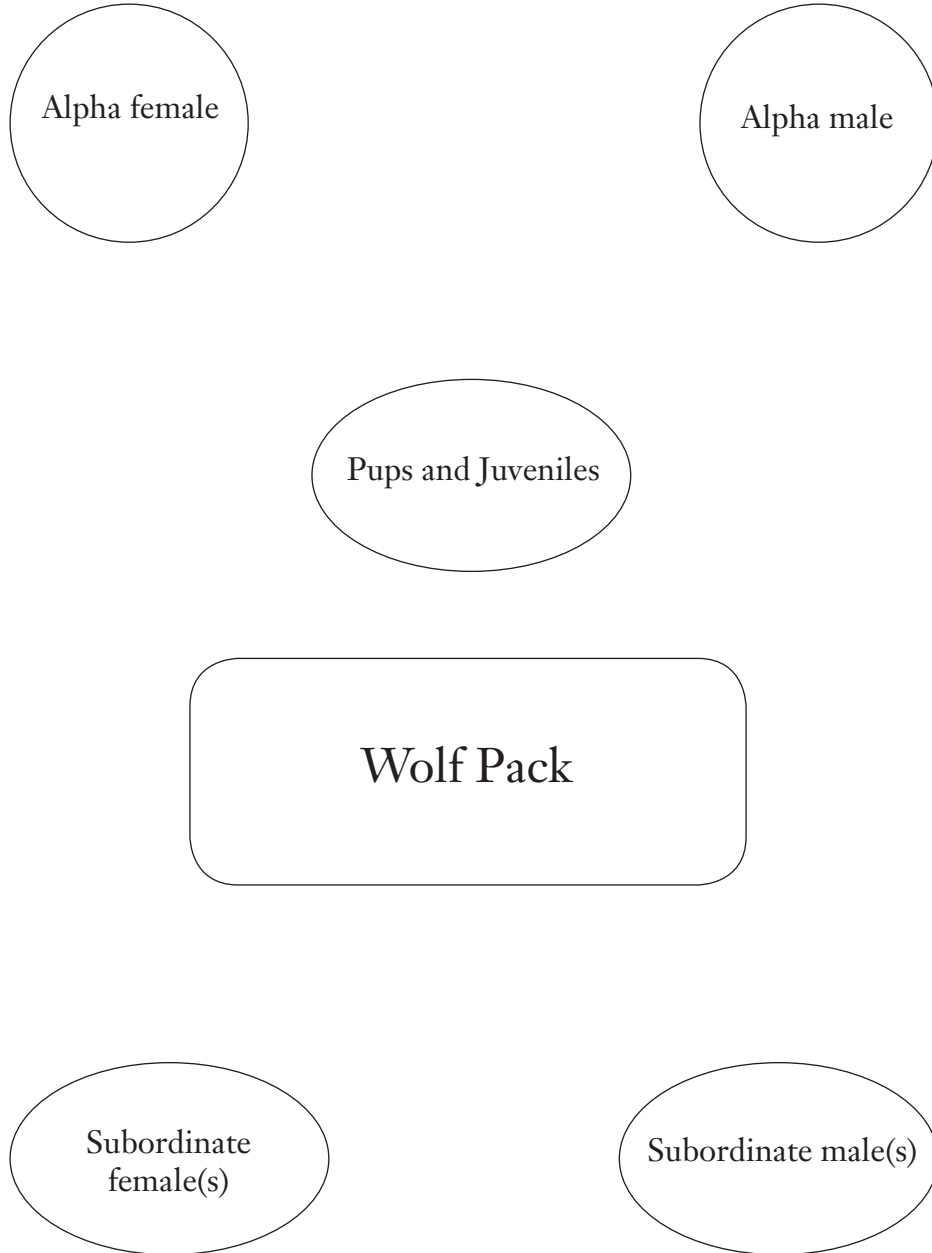 Alpha female
Alpha male
Pups and Juveniles
Wolf Pack
Subordinate
female(s)
Subordinate male(s)